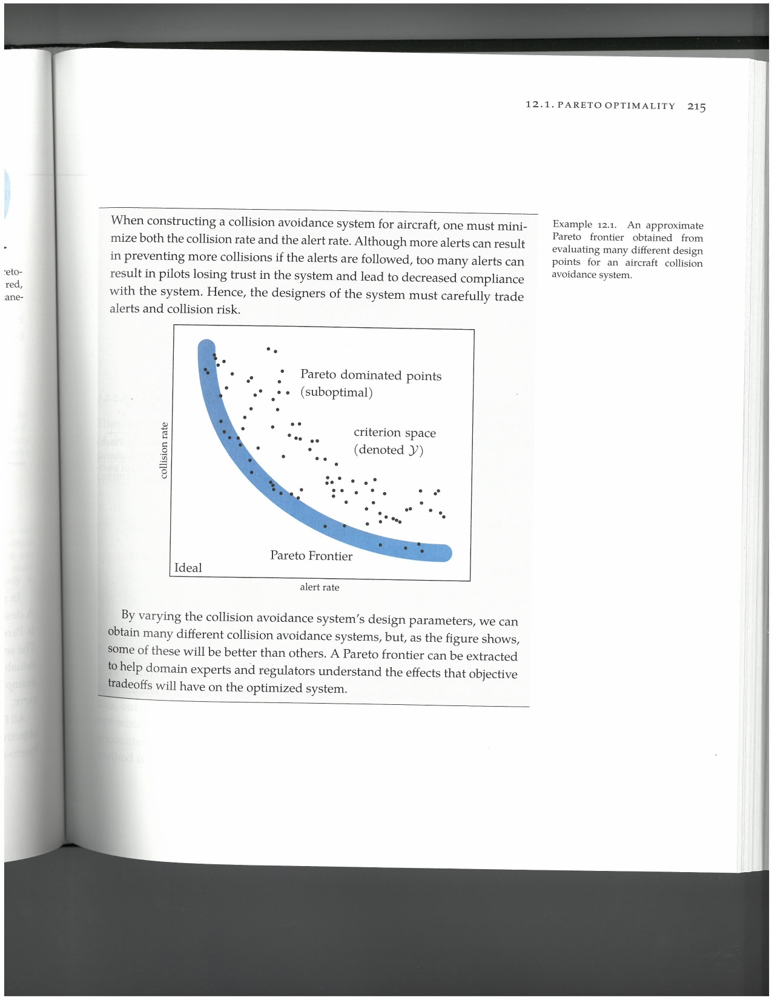 12.1. PARETO OPTIMALITY 215
reto-
red,
ane-
When constructing a collision avoidance system for aircraft, one must mini-
mize both the collision rate and the alert rate. Although more alerts can result
in preventing more collisions if the alerts are followed, too many alerts can
result in pilots losing trust in the system and lead to decreased compliance
with the system. Hence, the designers of the system must carefully trade
alerts and collision risk.
Example 12.1. An approximate
Pareto frontier obtained from
evaluating many different design
points for an aircraft collision
avoidance system.
Pareto dominated points
(suboptimal)
criterion space
(denoted 𝒴)
collision rate
Pareto Frontier
Ideal
alert rate
By varying the collision avoidance system's design parameters, we can
obtain many different collision avoidance systems, but, as the figure shows,
some of these will be better than others. A Pareto frontier can be extracted
to help domain experts and regulators understand the effects that objective
tradeoffs will have on the optimized system.